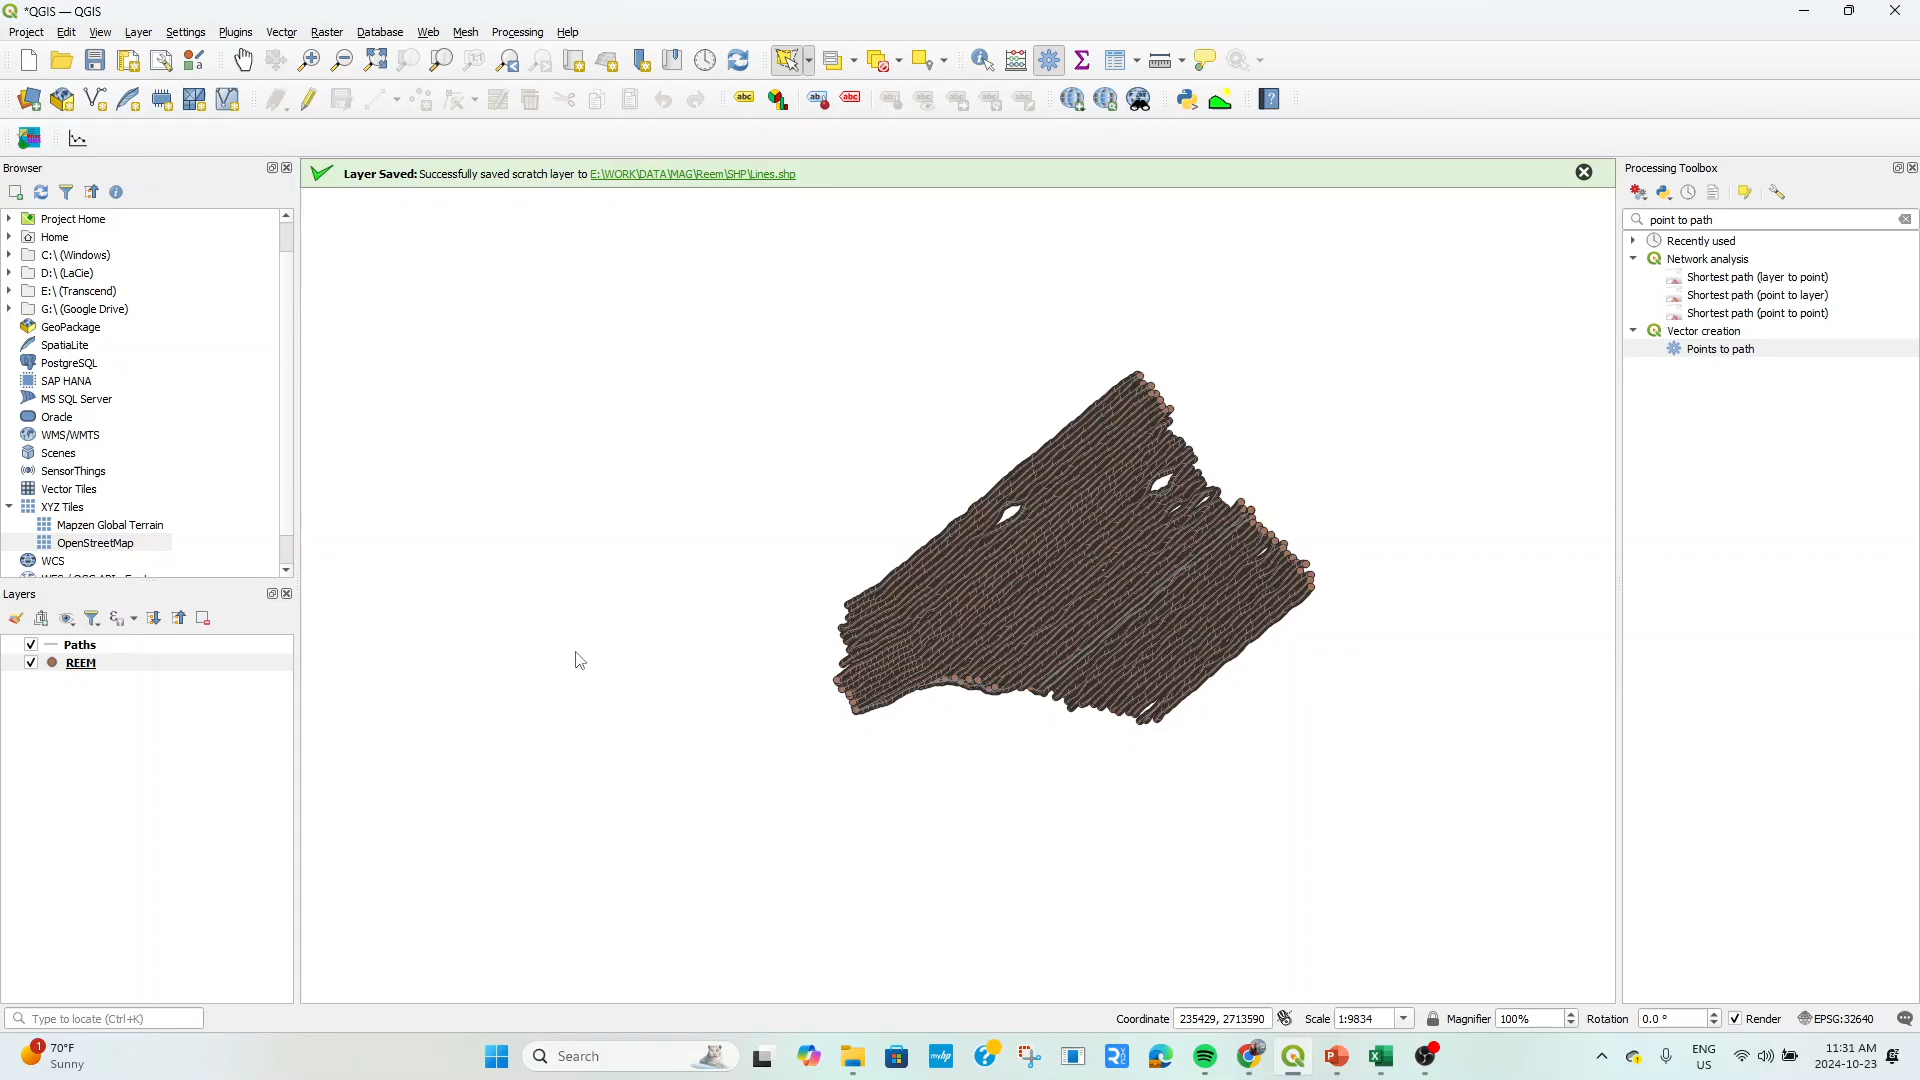 *QGIS — QGIS
Project Edit View Layer Settings Plugins Vector Raster Database Web Mesh Processing Help
Browser
Project Home
Home
C:\ (Windows)
D:\ (LaCie)
E:\ (Transcend)
G:\ (Google Drive)
GeoPackage
SpatiaLite
PostgreSQL
SAP HANA
MS SQL Server
Oracle
WMS/WMTS
Scenes
SensorThings
Vector Tiles
XYZ Tiles
Mapzen Global Terrain
OpenStreetMap
WCS
Layers
Paths
REEM
Type to locate (Ctrl+K)
Layer Saved: Successfully saved scratch layer to E:\WORK\DATA\MAG\Reem\SHP\Lines.shp
Processing Toolbox
point to path
Recently used
Network analysis
Shortest path (layer to point)
Shortest path (point to layer)
Shortest path (point to point)
Vector creation
Points to path
Coordinate 235429, 2713590 Scale 1:9834 Magnifier 100% Rotation 0.0 ° Render EPSG:32640
1 70°F
Sunny
Search
ENG
US
11:31 AM
2024-10-23